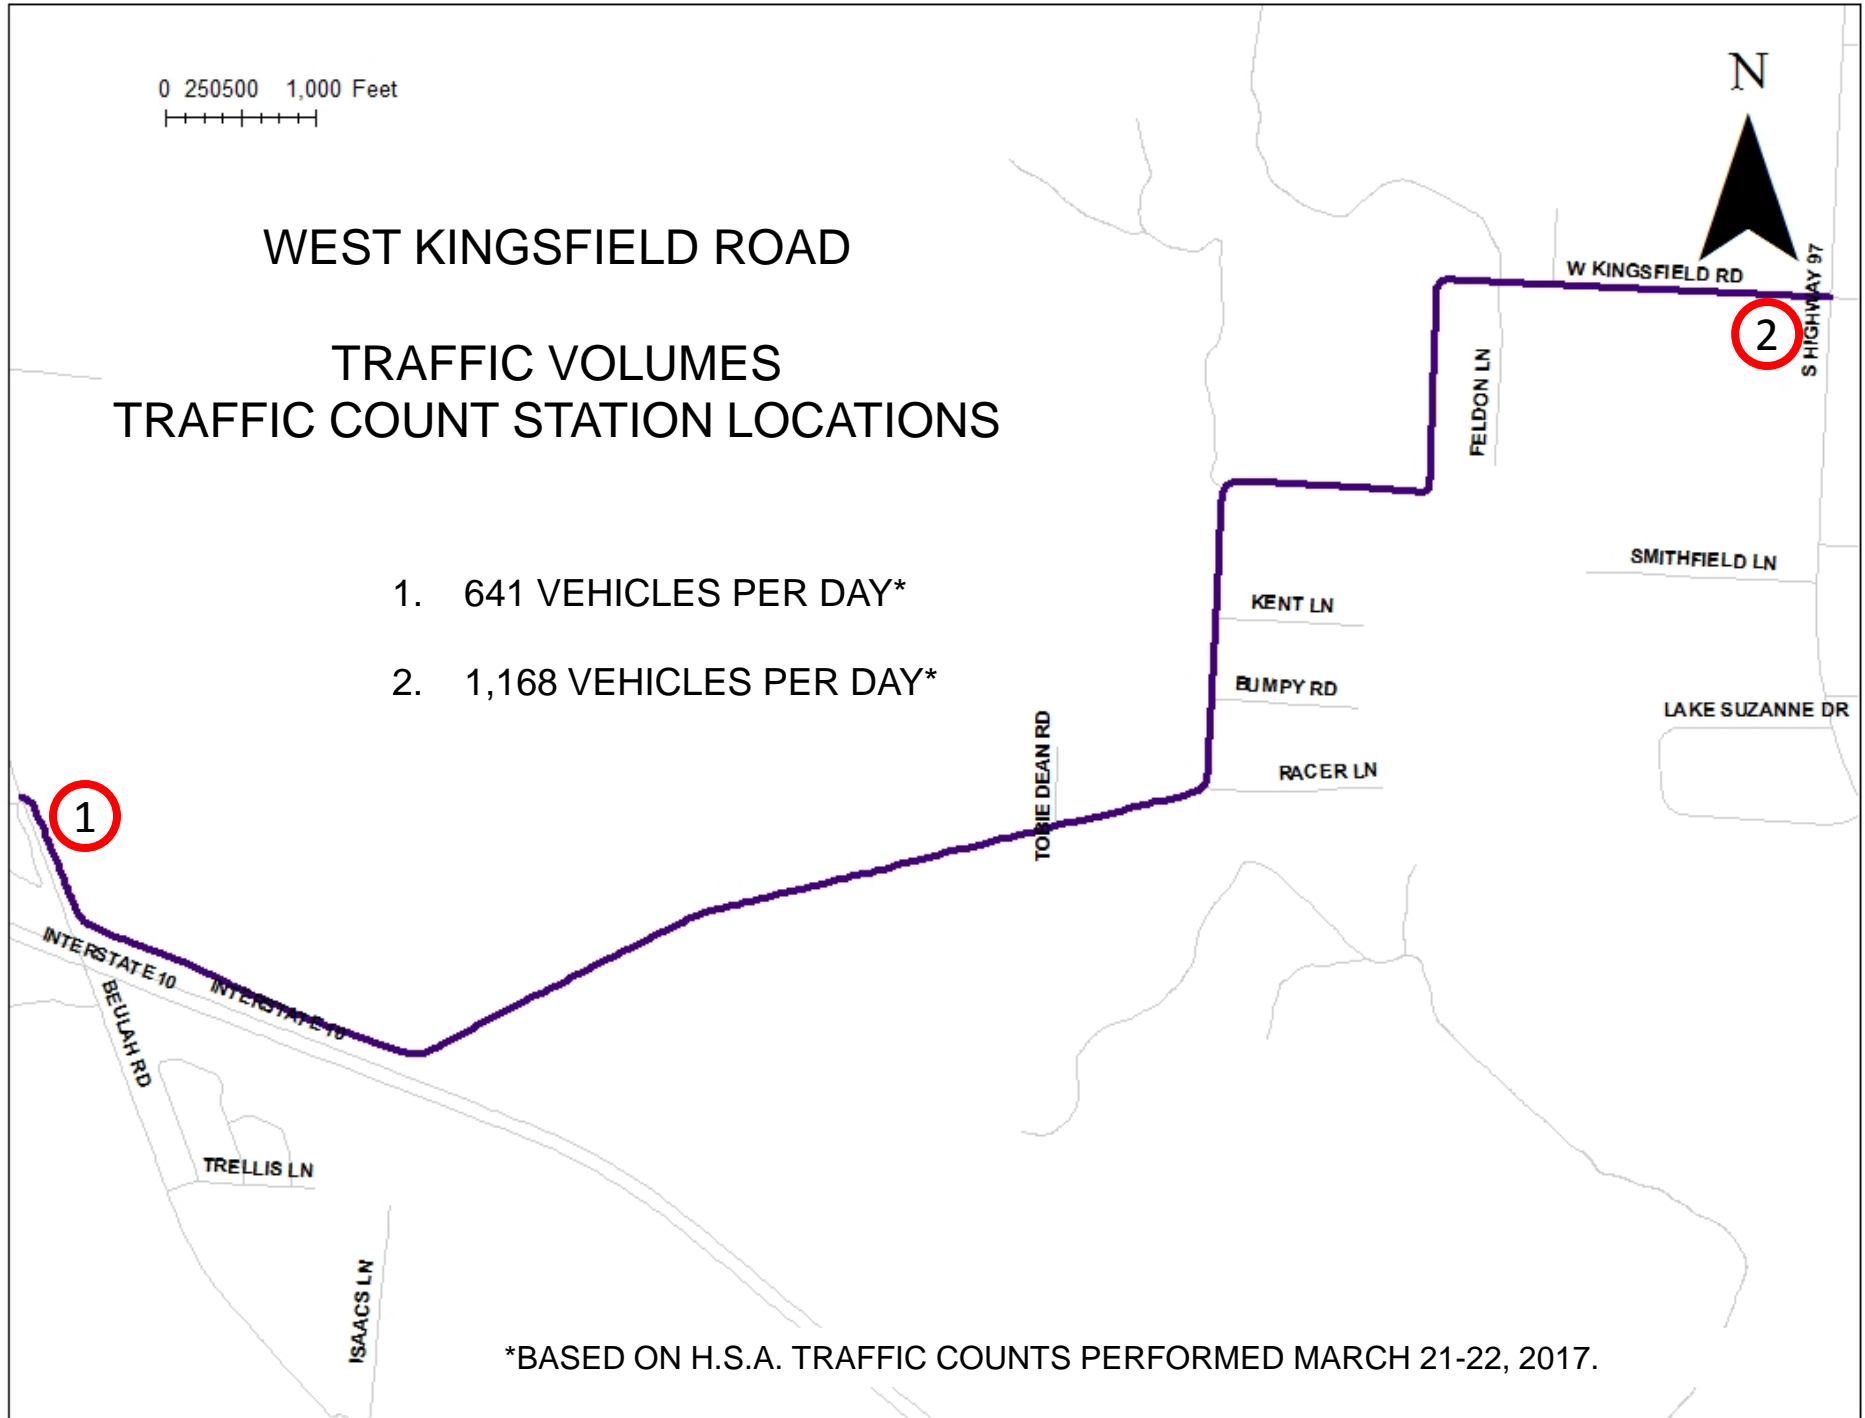 0 250500 1,000 Feet
N
WEST KINGSFIELD ROAD
W KINGSFIELD RD
S HIGHWAY 97
2
TRAFFIC VOLUMES
TRAFFIC COUNT STATION LOCATIONS
FELDON LN
SMITHFIELD LN
1. 641 VEHICLES PER DAY*
KENT LN
2. 1,168 VEHICLES PER DAY*
BUMPY RD
LAKE SUZANNE DR
TOBIE DEAN RD
RACER LN
1
INTERSTATE 10
INTERSTATE 10
BEULAH RD
TRELLIS LN
ISAACS LN
*BASED ON H.S.A. TRAFFIC COUNTS PERFORMED MARCH 21-22, 2017.